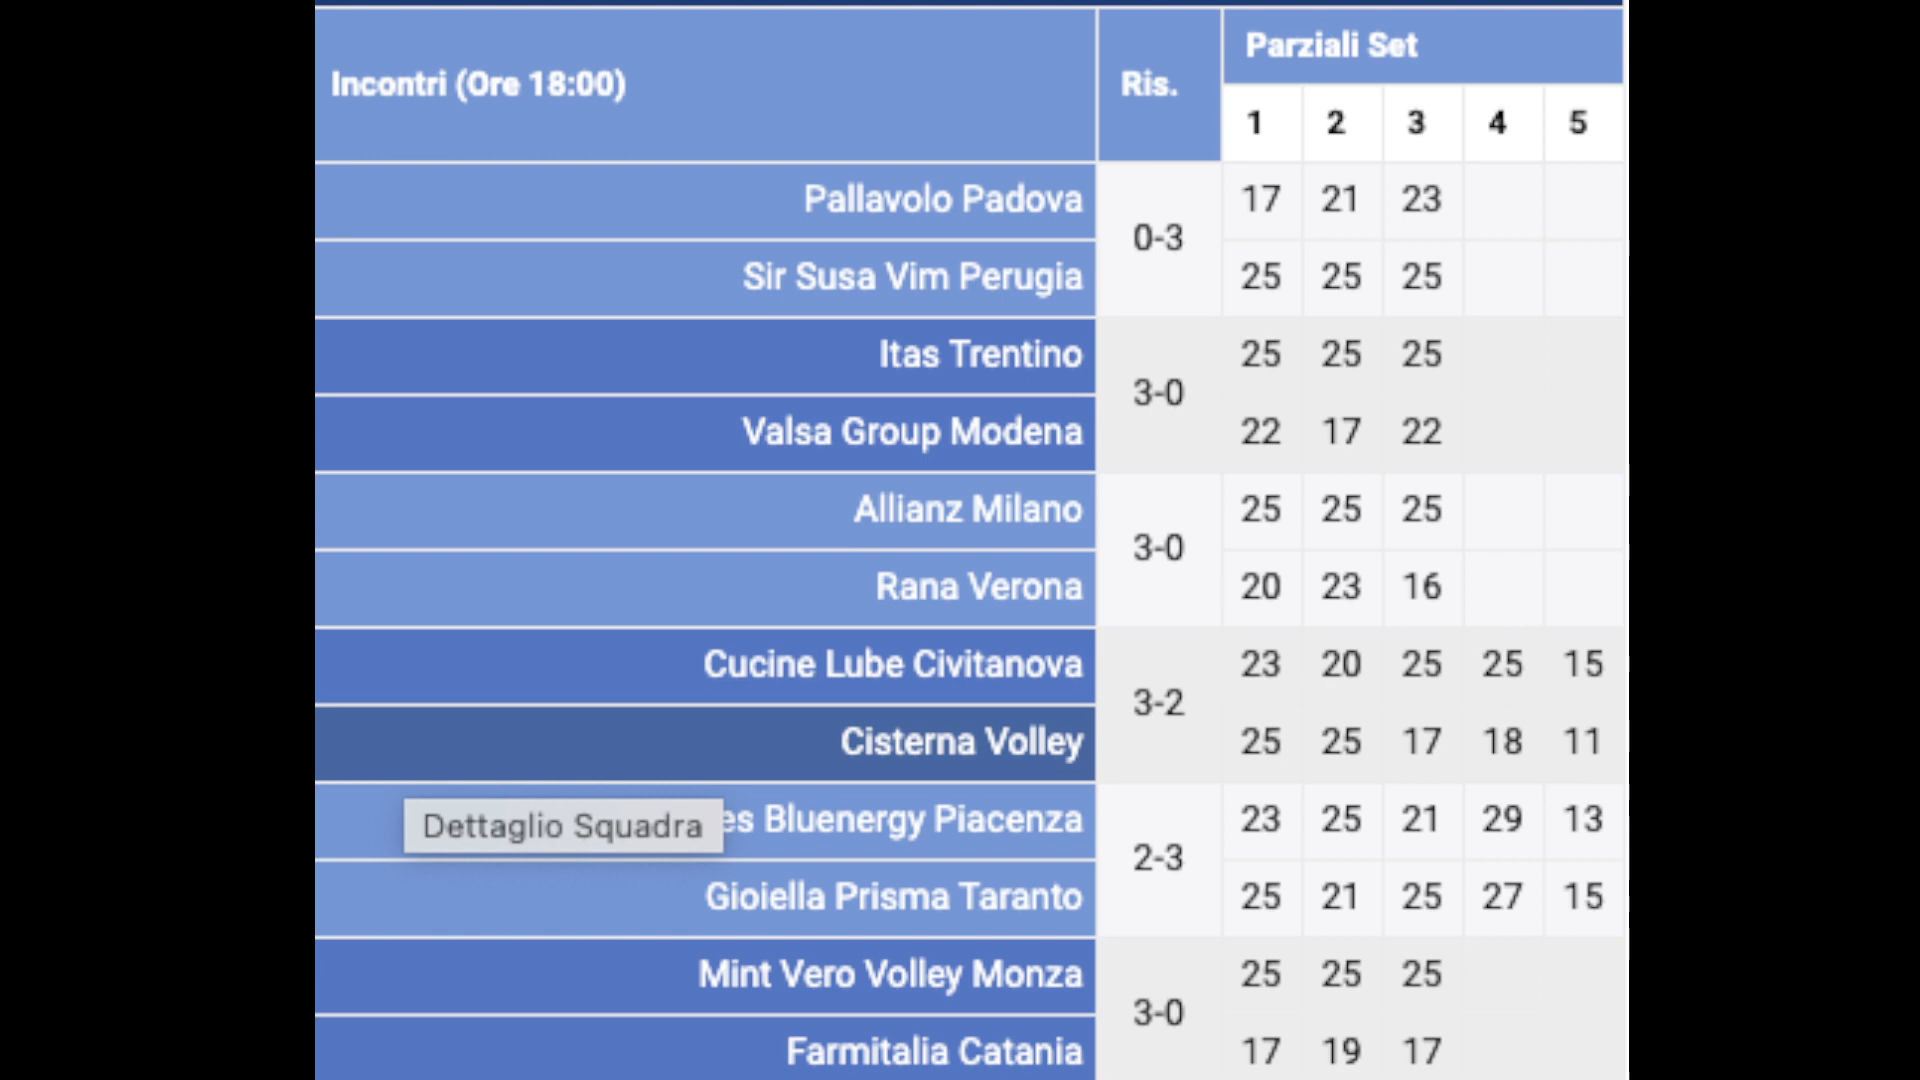 Incontri (Ore 18:00) Ris. Parziali Set
1 2 3 4 5
Pallavolo Padova 17 21 23
0-3
Sir Susa Vim Perugia 25 25 25
Itas Trentino 25 25 25
3-0
Valsa Group Modena 22 17 22
Allianz Milano 25 25 25
3-0
Rana Verona 20 23 16
Cucine Lube Civitanova 23 20 25 25 15
3-2
Cisterna Volley 25 25 17 18 11
Dettaglio Squadra
Bluenergy Piacenza 23 25 21 29 13
2-3
Gioiella Prisma Taranto 25 21 25 27 15
Mint Vero Volley Monza 25 25 25
3-0
Farmitalia Catania 17 19 17